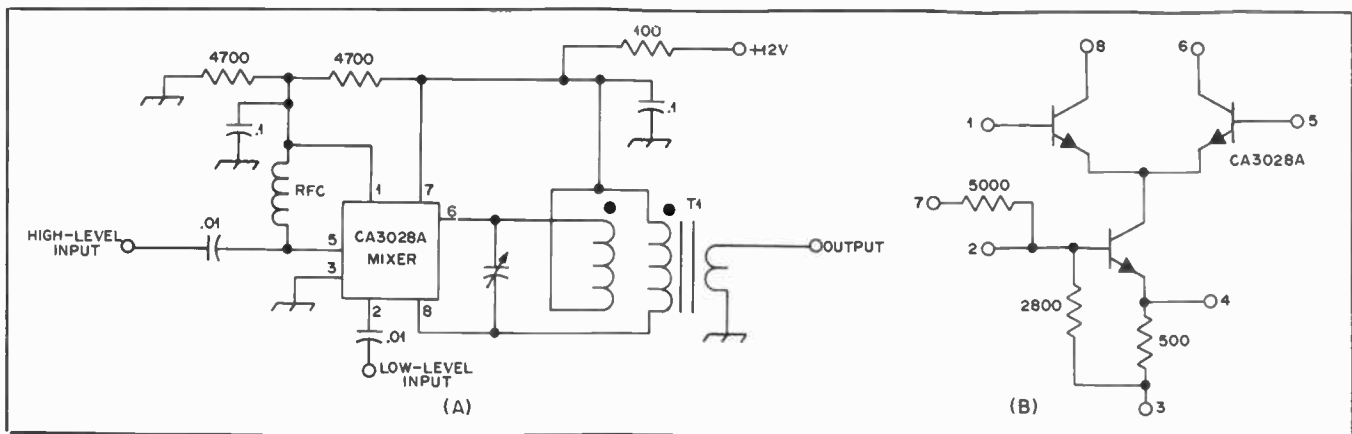 4700
4700
100
+12V
.1
.1
RFC
1
7
6
HIGH-LEVEL
INPUT
.01
5
CA3028A
MIXER
3
2
8
.01
LOW-LEVEL
INPUT
T1
OUTPUT
(A)
8
6
1
5
CA3028A
7
5000
2
2800
4
500
3
(B)